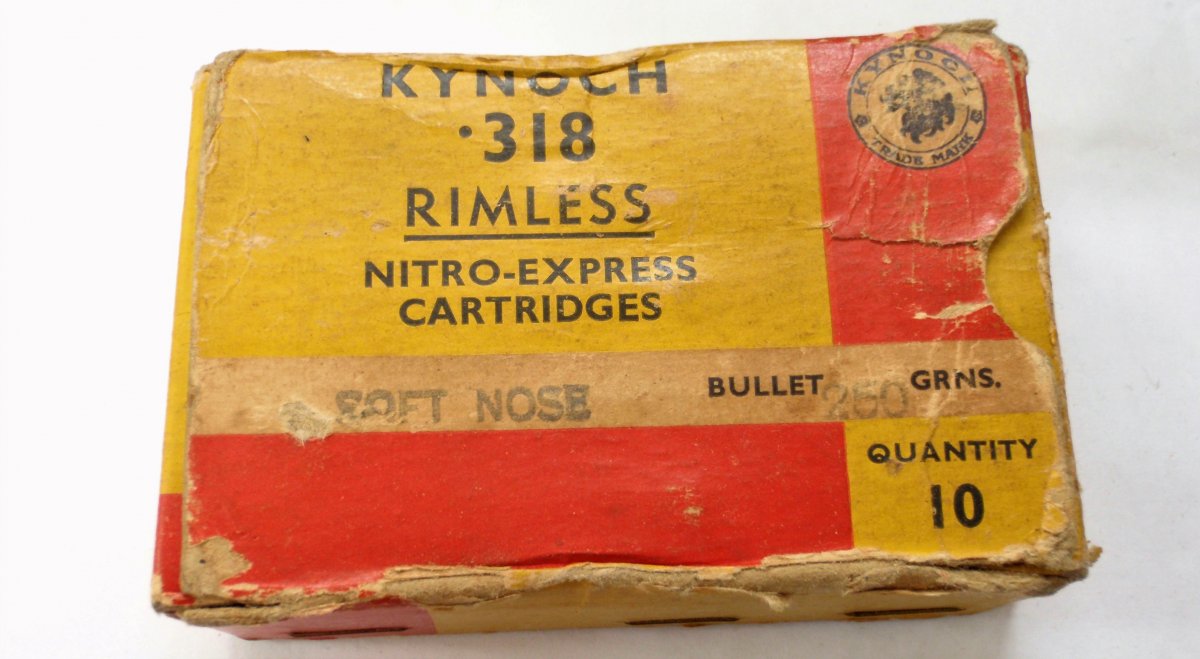 KYNOCH
·318
RIMLESS
NITRO-EXPRESS
CARTRIDGES
KYNOCH
TRADE MARK
SOFT NOSE BULLET 250 GRNS.
QUANTITY
10